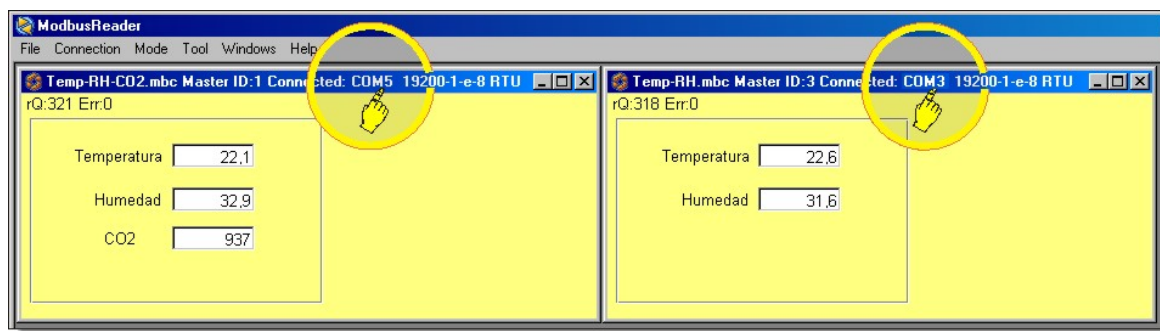 ModbusReader
File Connection Mode Tool Windows Help
Temp-RH-CO2.mbc Master ID:1 Connected: COM5 19200-1-e-8 RTU
rQ:321 Err:0
Temperatura 22,1
Humedad 32,9
CO2 937
Temp-RH.mbc Master ID:3 Connected: COM3 19200-1-e-8 RTU
rQ:318 Err:0
Temperatura 22,6
Humedad 31,6